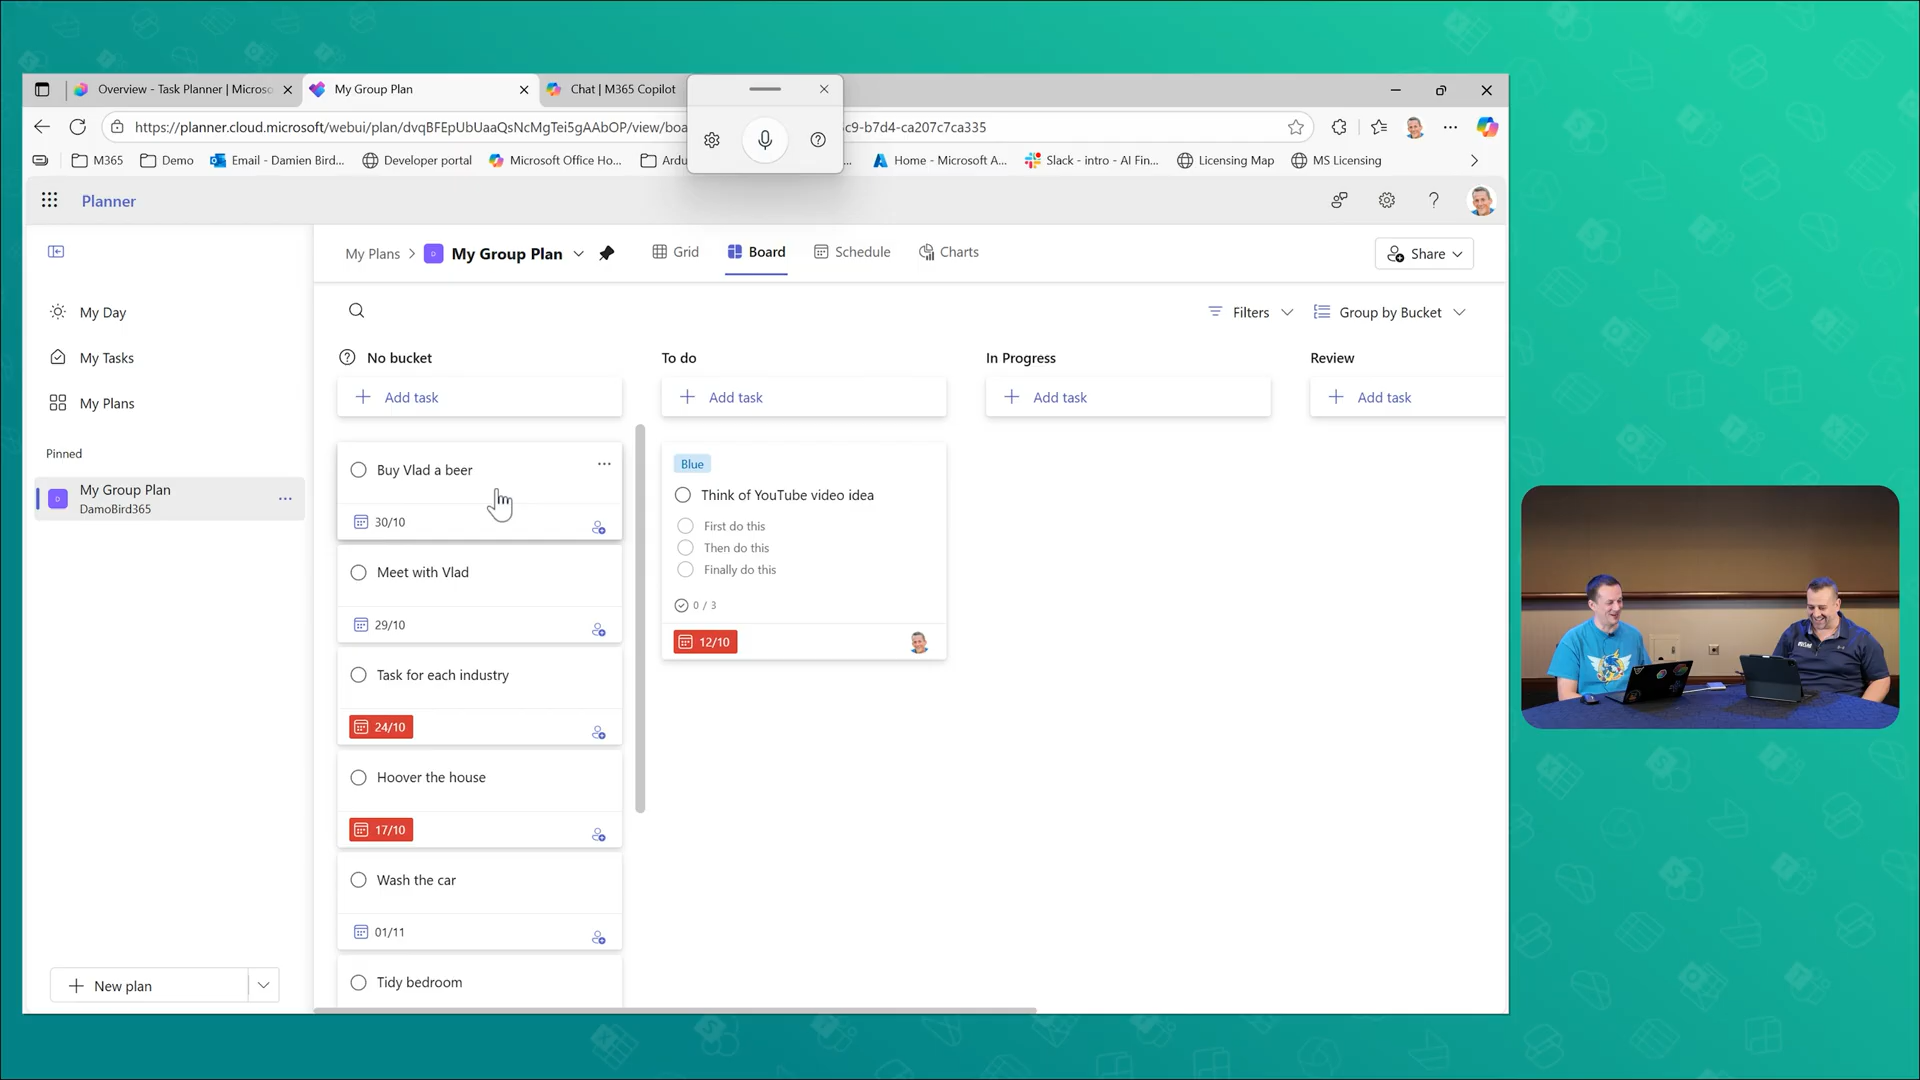 Overview - Task Planner | Microso
My Group Plan
Chat | M365 Copilot
https://planner.cloud.microsoft/webui/plan/dvqBFEpUbUaaQsNcMgTei5gAAbOP/view/boa
c9-b7d4-ca207c7ca335
M365
Demo
Email - Damien Bird...
Developer portal
Microsoft Office Ho...
Ardu
...
Home - Microsoft A...
Slack - intro - AI Fin...
Licensing Map
MS Licensing
Planner
My Plans
My Group Plan
Grid
Board
Schedule
Charts
Share
My Day
My Tasks
My Plans
Pinned
My Group Plan
DamoBird365
New plan
Filters
Group by Bucket
No bucket
Add task
Buy Vlad a beer
30/10
Meet with Vlad
29/10
Task for each industry
24/10
Hoover the house
17/10
Wash the car
01/11
Tidy bedroom
To do
Add task
Blue
Think of YouTube video idea
First do this
Then do this
Finally do this
0 / 3
12/10
In Progress
Add task
Review
Add task